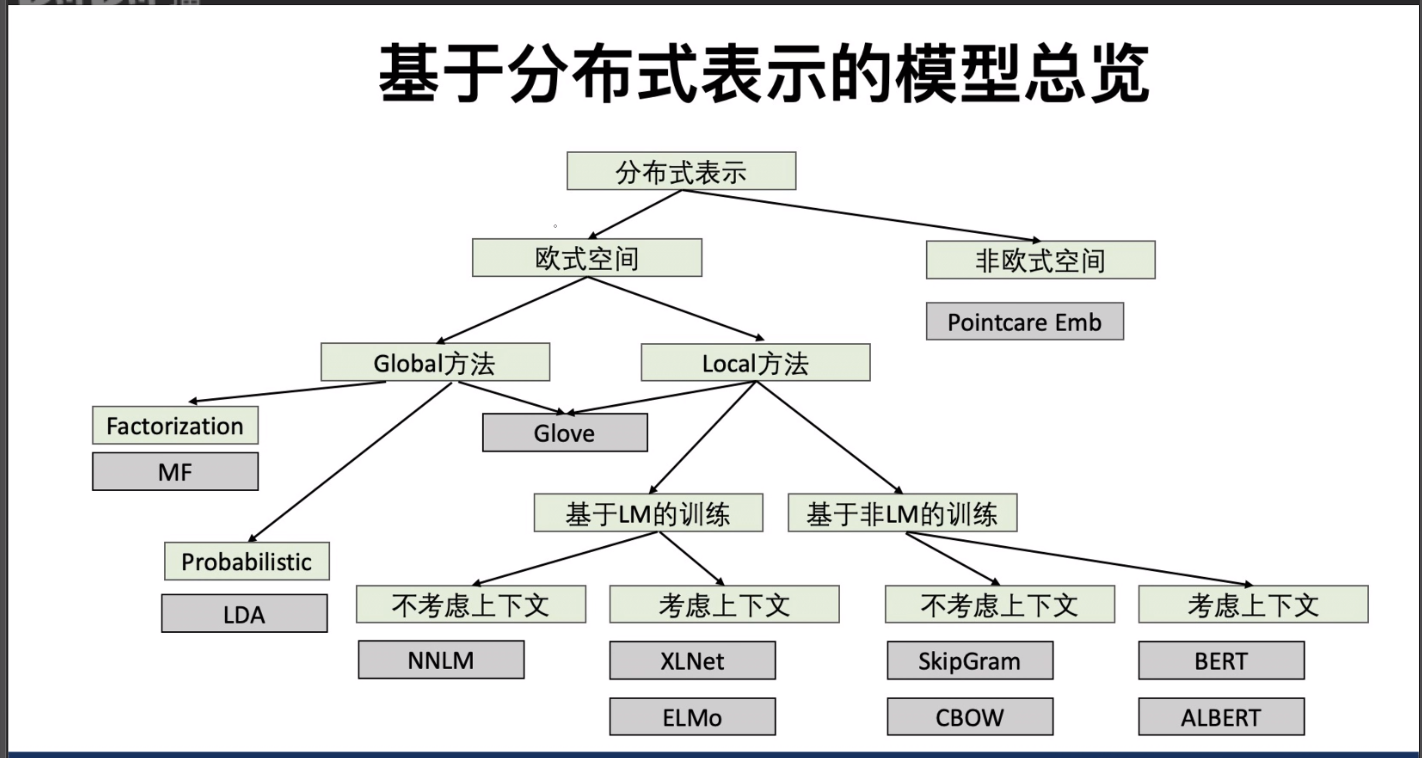 基于分布式表示的模型总览
分布式表示
欧式空间
非欧式空间
Pointcare Emb
Global方法
Local方法
Factorization
MF
Glove
基于LM的训练
基于非LM的训练
Probabilistic
LDA
不考虑上下文
考虑上下文
不考虑上下文
考虑上下文
NNLM
XLNet
SkipGram
BERT
ELMo
CBOW
ALBERT